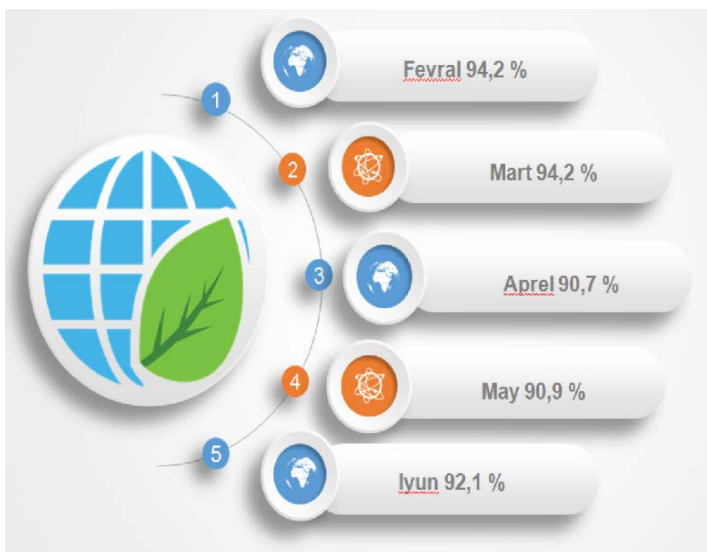 1
Fevral 94,2 %
2
Mart 94,2 %
3
Aprel 90,7 %
4
May 90,9 %
5
Iyun 92,1 %